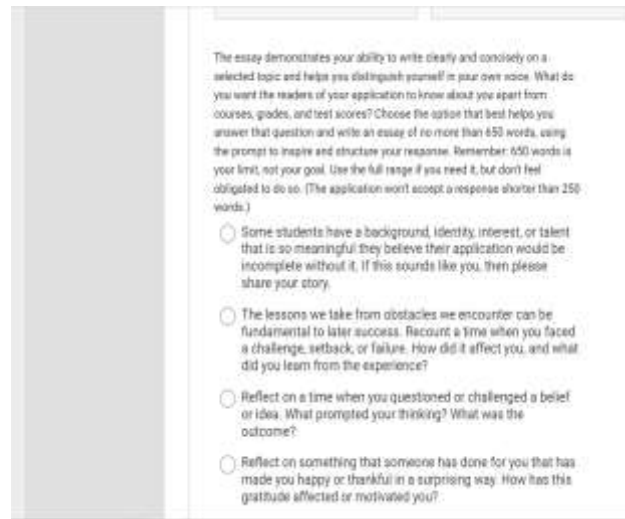 The essay demonstrates your ability to write clearly and concisely on a
selected topic and helps you distinguish yourself in your own voice. What do
you want the readers of your application to know about you apart from
courses, grades, and test scores? Choose the option that best helps you
answer that question and write an essay of no more than 650 words, using
the prompt to inspire and structure your response. Remember: 650 words is
your limit, not your goal. Use the full range if you need it, but don't feel
obligated to do so. (The application won't accept a response shorter than 250
words.)
Some students have a background, identity, interest, or talent
that is so meaningful they believe their application would be
incomplete without it. If this sounds like you, then please
share your story.
The lessons we take from obstacles we encounter can be
fundamental to later success. Recount a time when you faced
a challenge, setback, or failure. How did it affect you, and what
did you learn from the experience?
Reflect on a time when you questioned or challenged a belief
or idea. What prompted your thinking? What was the
outcome?
Reflect on something that someone has done for you that has
made you happy or thankful in a surprising way. How has this
gratitude affected or motivated you?